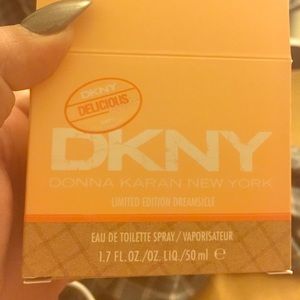 DKNY
DELICIOUS
DKNY
DONNA KARAN NEW YORK
LIMITED EDITION DREAMSICLE
EAU DE TOILETTE SPRAY / VAPORISATEUR
1.7 FL. OZ./OZ. LIQ./50 ml e